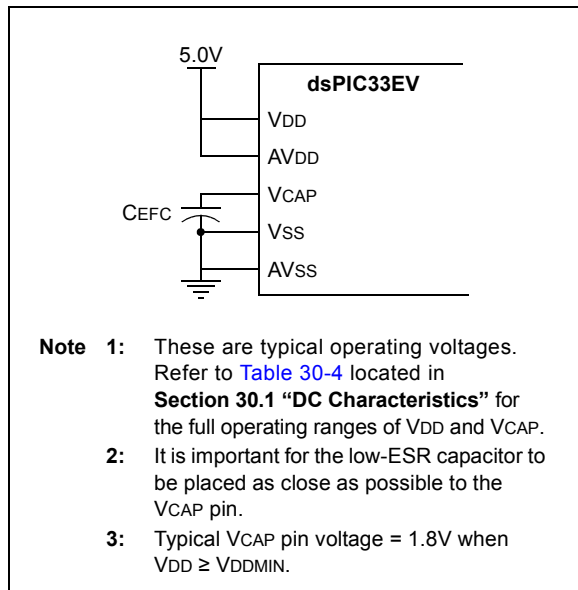 5.0V
dsPIC33EV
VDD
AVDD
VCAP
CEFC
VSS
AVSS
Note 1: These are typical operating voltages.
Refer to Table 30-4 located in
Section 30.1 “DC Characteristics” for
the full operating ranges of VDD and VCAP.
2: It is important for the low-ESR capacitor to
be placed as close as possible to the
VCAP pin.
3: Typical VCAP pin voltage = 1.8V when
VDD ≥ VDDMIN.